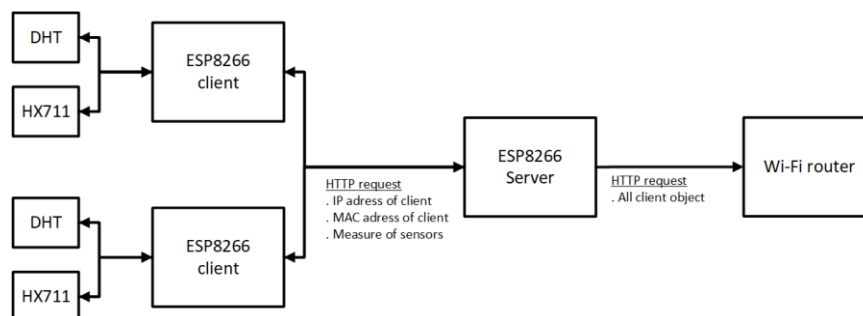 DHT
HX711
ESP8266
client
DHT
HX711
ESP8266
client
HTTP request
. IP adress of client
. MAC adress of client
. Measure of sensors
ESP8266
Server
HTTP request
. All client object
Wi-Fi router